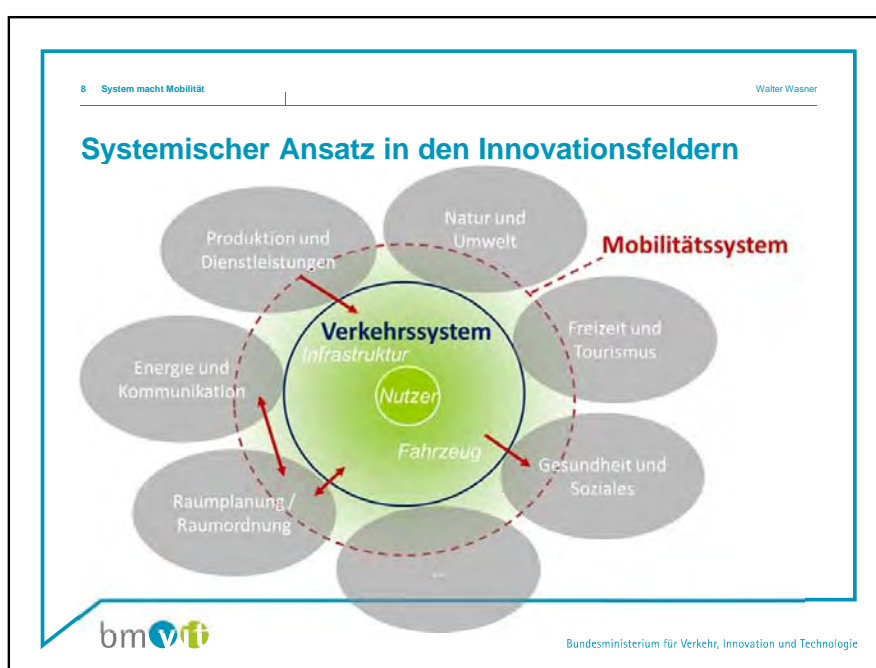 8 System macht Mobilität
Walter Wasner
Systemischer Ansatz in den Innovationsfeldern
Natur und
Umwelt
Produktion und
Dienstleistungen
Mobilitätssystem
Verkehrssystem
Infrastruktur
Freizeit und
Tourismus
Energie und
Kommunikation
Nutzer
Fahrzeug
Gesundheit und
Soziales
Raumplanung /
Raumordnung
...
bmvit
Bundesministerium für Verkehr, Innovation und Technologie